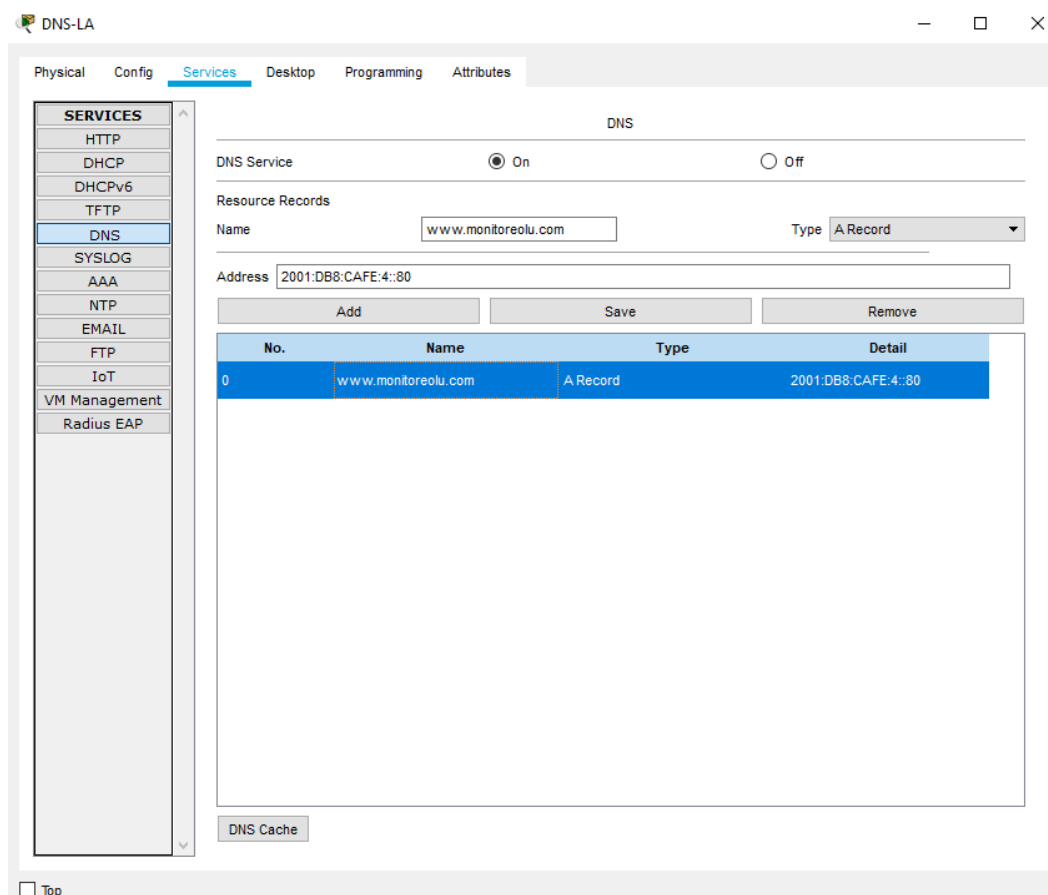 DNS-LA
Physical Config Services Desktop Programming Attributes
SERVICES
HTTP
DHCP
DHCPv6
TFTP
DNS
SYSLOG
AAA
NTP
EMAIL
FTP
IoT
VM Management
Radius EAP
DNS
DNS Service On Off
Resource Records
Name www.monitoreolu.com Type A Record
Address 2001:DB8:CAFE:4::80
Add Save Remove
No. Name Type Detail
0 www.monitoreolu.com A Record 2001:DB8:CAFE:4::80
DNS Cache
Top